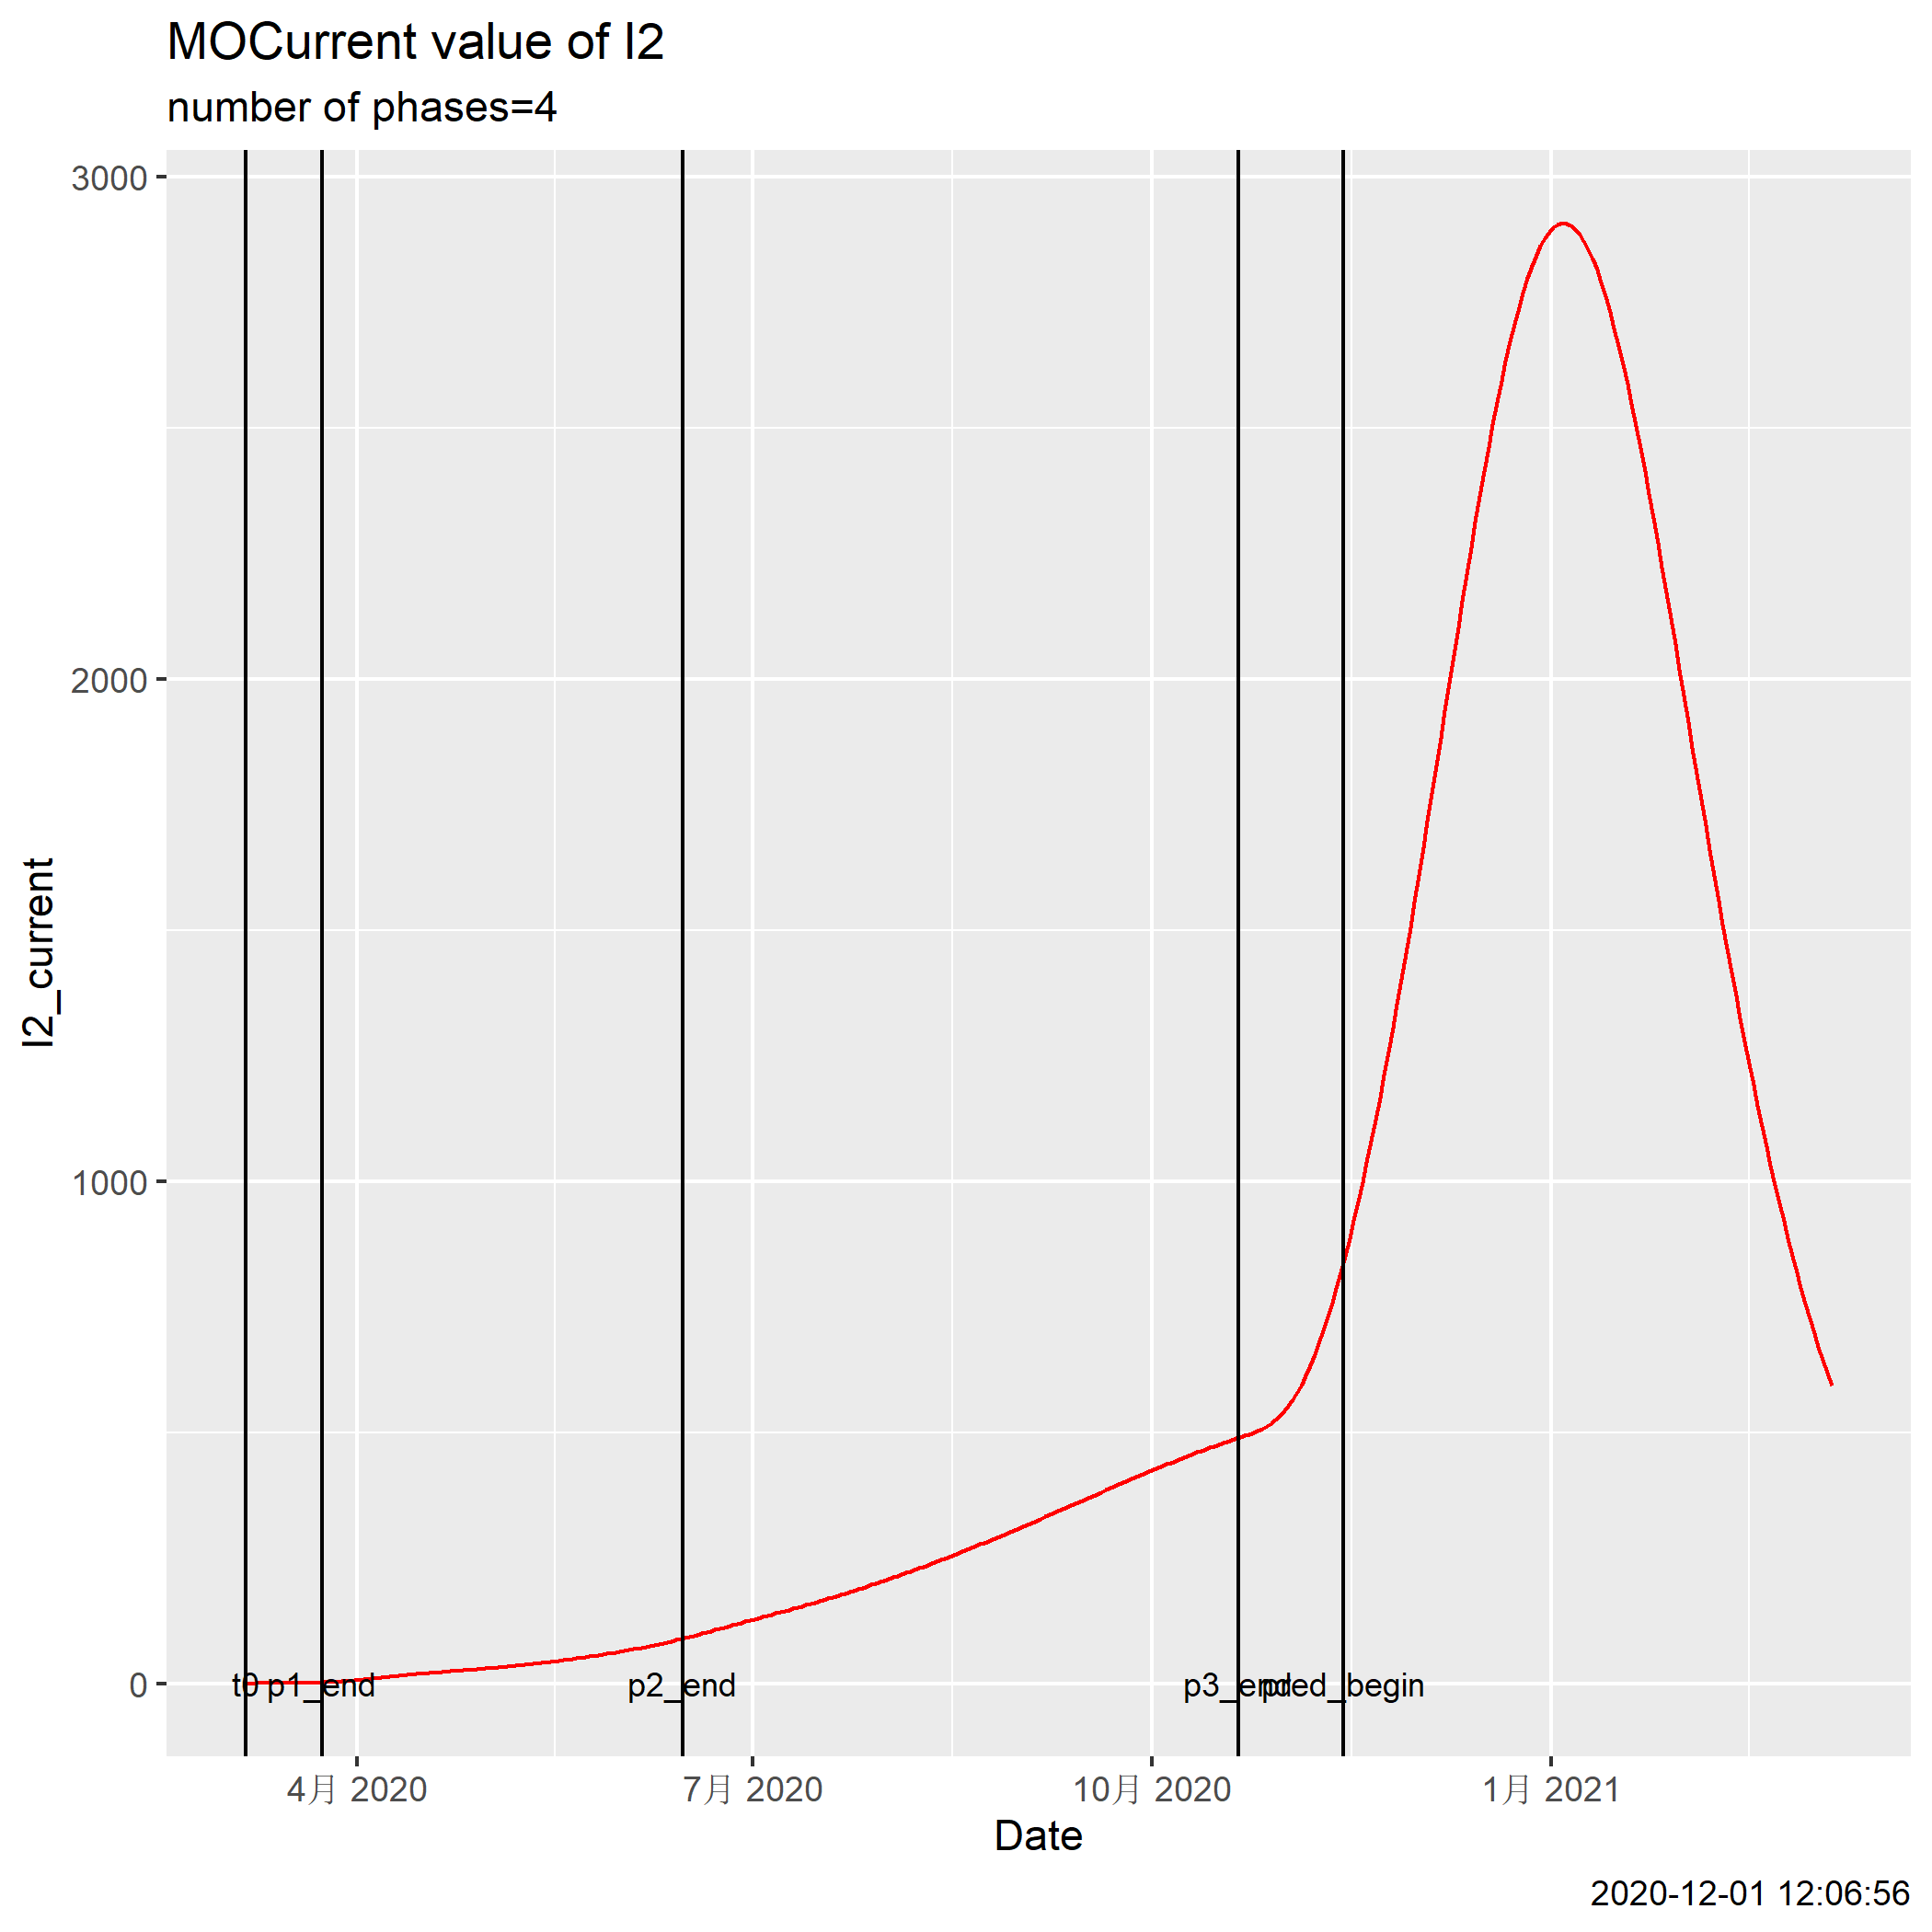 MOCurrent value of I2
number of phases=4
3000
2000
1000
0
I2_current
t0 p1_end p2_end p3_end pred_begin
4月 2020 7月 2020 10月 2020 1月 2021
Date
2020-12-01 12:06:56